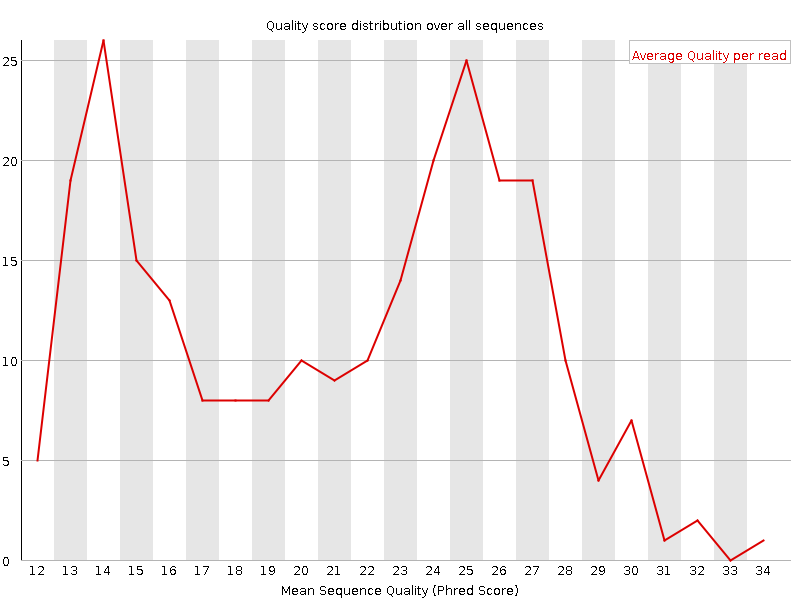 Quality score distribution over all sequences
Average Quality per read
25
20
15
10
5
0
12 13 14 15 16 17 18 19 20 21 22 23 24 25 26 27 28 29 30 31 32 33 34
Mean Sequence Quality (Phred Score)